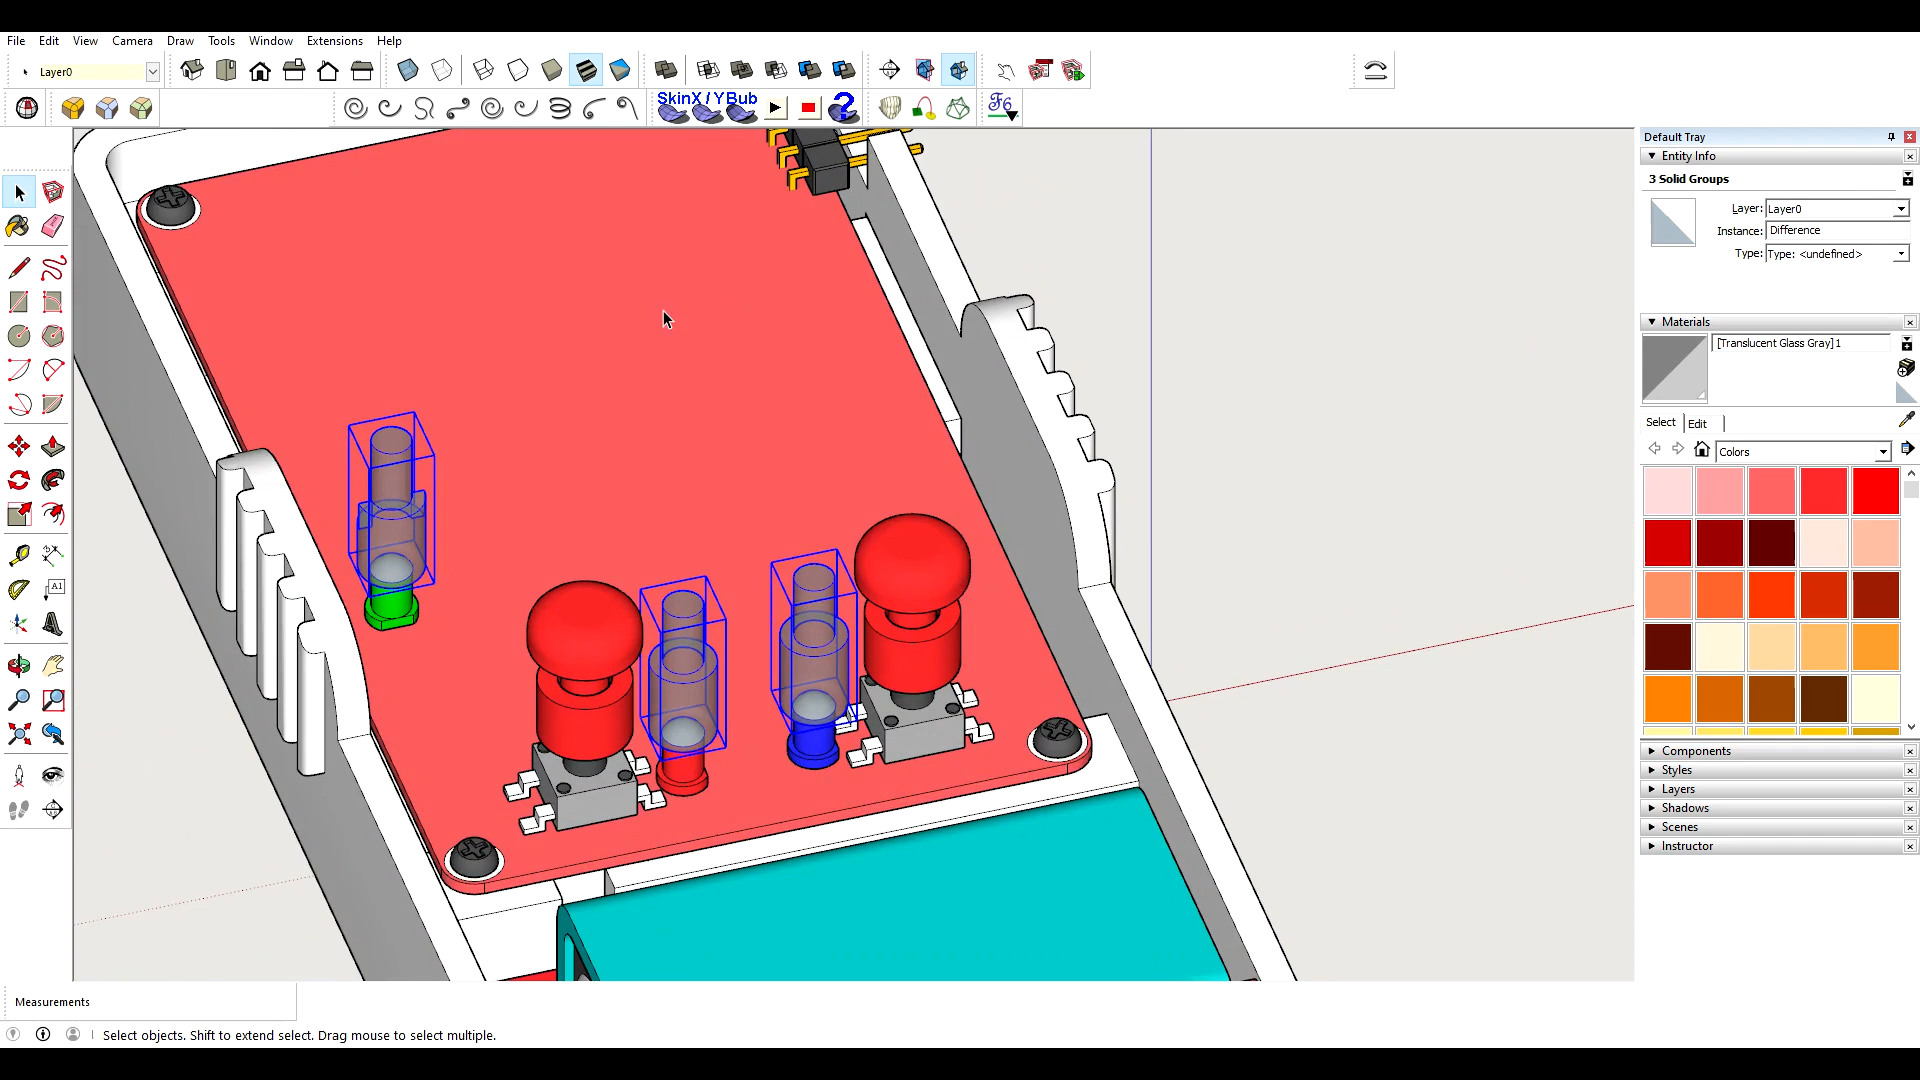 File Edit View Camera Draw Tools Window Extensions Help
Layer0
SkinX / YBub
?
F6
A1
Default Tray
Entity Info
3 Solid Groups
Layer: Layer0
Instance: Difference
Type: Type: <undefined>
Materials
[Translucent Glass Gray]1
Select Edit
Colors
Components
Styles
Layers
Shadows
Scenes
Instructor
Measurements
Select objects. Shift to extend select. Drag mouse to select multiple.